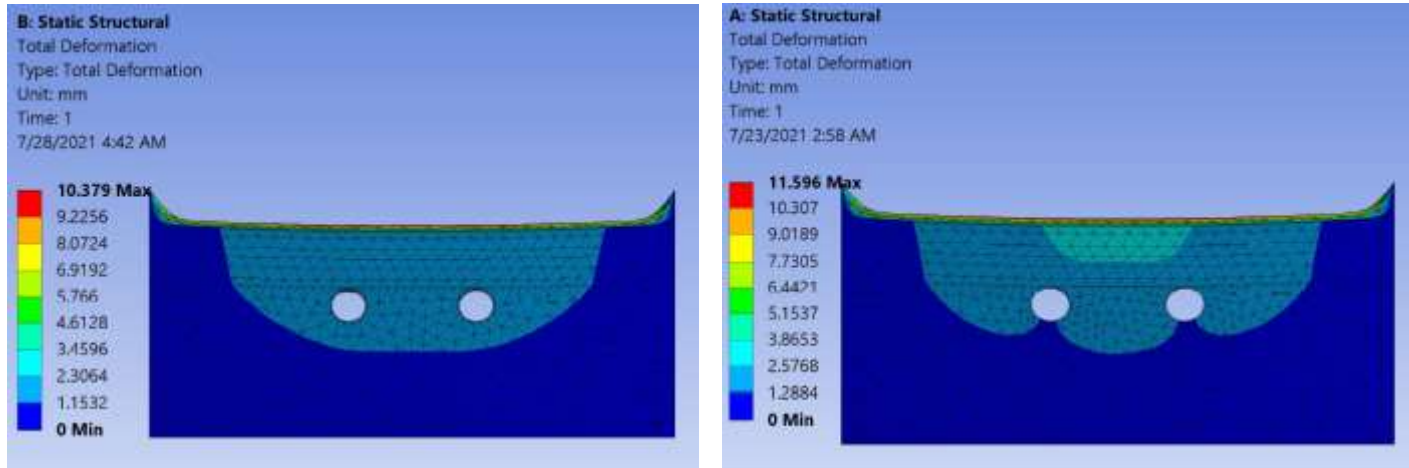 B: Static Structural
Total Deformation
Type: Total Deformation
Unit: mm
Time: 1
7/28/2021 4:42 AM
10.379 Max
9.2256
8.0724
6.9192
5.766
4.6128
3.4596
2.3064
1.1532
0 Min
A: Static Structural
Total Deformation
Type: Total Deformation
Unit: mm
Time: 1
7/23/2021 2:58 AM
11.596 Max
10.307
9.0189
7.7305
6.4421
5.1537
3.8653
2.5768
1.2884
0 Min